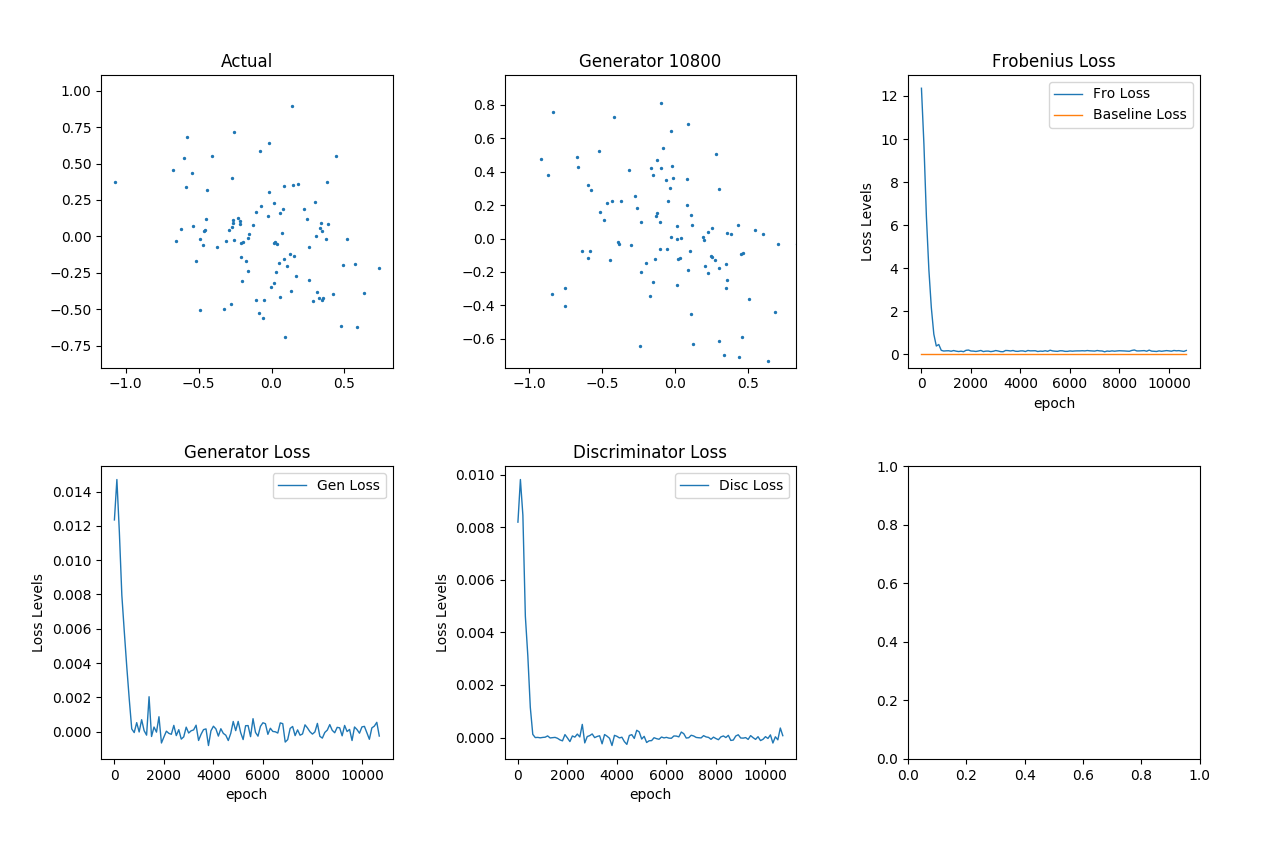 Actual
1.00
0.75
0.50
0.25
0.00
−0.25
−0.50
−0.75
−1.0 −0.5 0.0 0.5
Generator 10800
0.8
0.6
0.4
0.2
0.0
−0.2
−0.4
−0.6
−1.0 −0.5 0.0 0.5
Frobenius Loss
Fro Loss
Baseline Loss
Loss Levels
12
10
8
6
4
2
0
0 2000 4000 6000 8000 10000
epoch
Generator Loss
Gen Loss
Loss Levels
0.014
0.012
0.010
0.008
0.006
0.004
0.002
0.000
0 2000 4000 6000 8000 10000
epoch
Discriminator Loss
Disc Loss
Loss Levels
0.010
0.008
0.006
0.004
0.002
0.000
0 2000 4000 6000 8000 10000
epoch
1.0
0.8
0.6
0.4
0.2
0.0
0.0 0.2 0.4 0.6 0.8 1.0